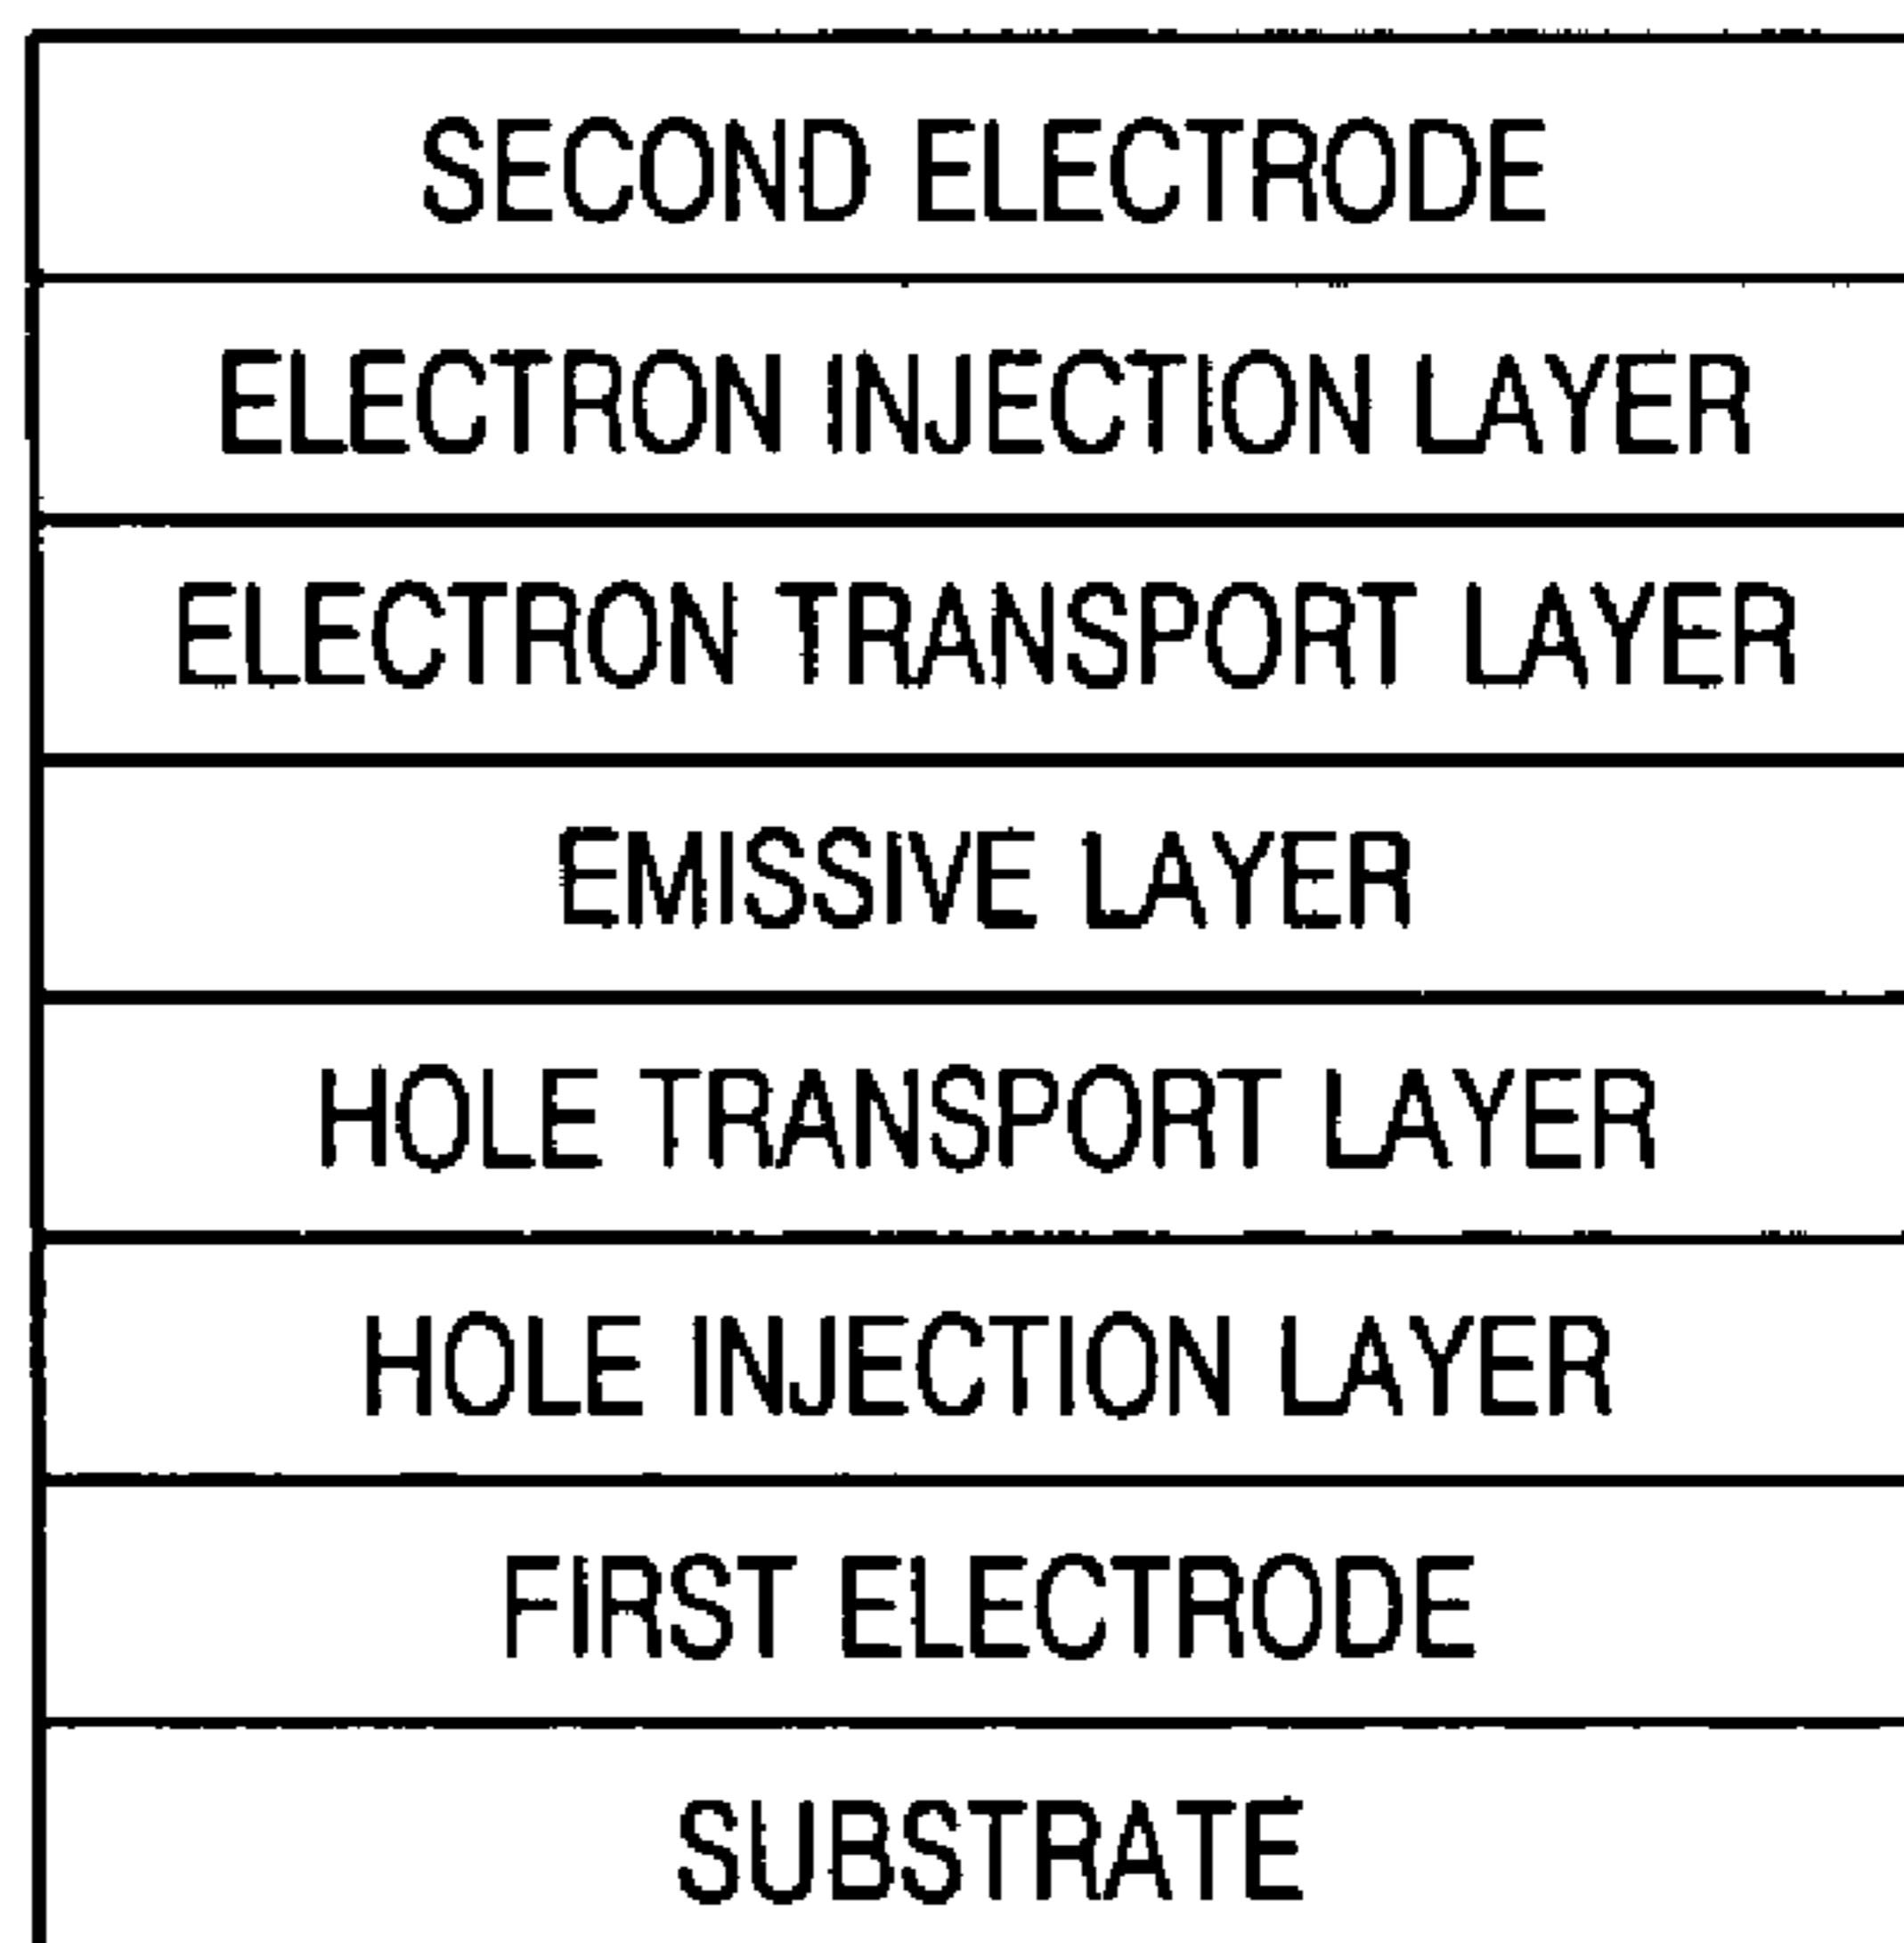 SECOND ELECTRODE
ELECTRON INJECTION LAYER
ELECTRON TRANSPORT LAYER
EMISSIVE LAYER
HOLE TRANSPORT LAYER
HOLE INJECTION LAYER
FIRST ELECTRODE
SUBSTRATE